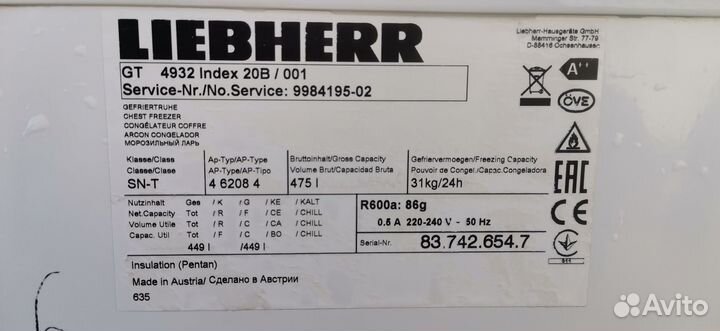 LIEBHERR
Liebherr-Hausgeräte GmbH
Memminger Str. 77-79
D-88416 Ochsenhausen
GT 4932 Index 20B / 001
Service-Nr./No.Service: 9984195-02
A++
ÖVE
GEFRIERTRUHE
CHEST FREEZER
CONGÉLATEUR COFFRE
ARCON CONGELADOR
МОРОЗИЛЬНЫЙ ЛАРЬ
Klasse/Class Ap-Typ/AP-Type Bruttoinhalt/Gross Capacity Gefriervermoegen/Freezing Capacity
Classe/Clase AP-Type/AP-Tipo Volume Brut/Capacidad Bruta Pouvoir de Congel./Capac.Congeladora
SN-T 4 6208 4 475 l 31kg/24h
EAC
CE
Nutzinhalt Ges / K / G / KE / KALT
Net.Capacity Tot / R / F / CE / CHILL
Volume Utile Tot / R / C / CA / CHILL
Capac. Util Tot / F / C / BO / CHILL
449 l /449 l
R600a: 86g
0.5 A 220-240 V ~ 50 Hz
Serial-Nr. 83.742.654.7
011
Insulation (Pentan)
Made in Austria/ Сделано в Австрии
635
Avito